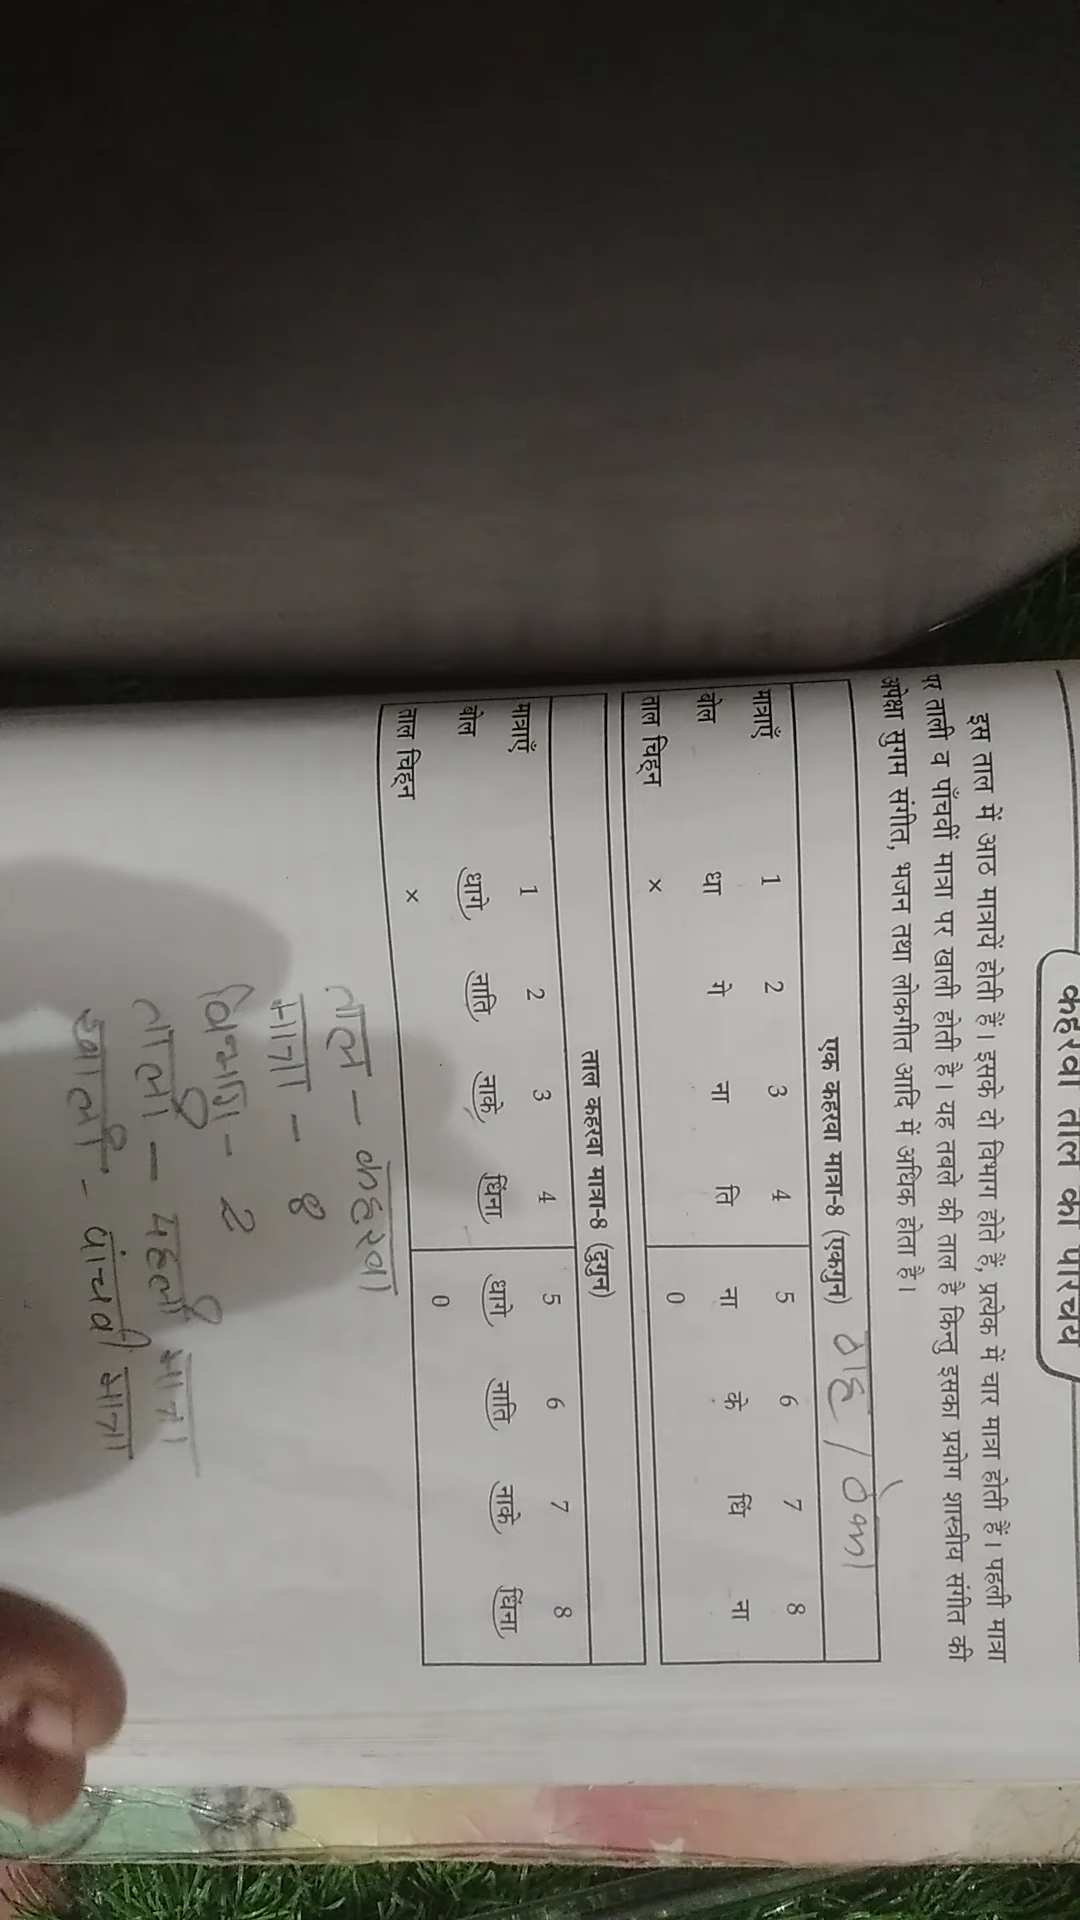 कहरवा ताल का परिचय
इस ताल में आठ मात्रायें होती हैं। इसके दो विभाग होते हैं, प्रत्येक में चार मात्रा होती हैं। पहली मात्रा
पर ताली व पाँचवीं मात्रा पर खाली होती है। यह तबले की ताल है किन्तु इसका प्रयोग शास्त्रीय संगीत की
अपेक्षा सुगम संगीत, भजन तथा लोकगीत आदि में अधिक होता है।
एक कहरवा मात्रा-8 (एकगुन)
मात्राएँ 1 2 3 4 5 6 7 8
बोल धा गे ना ति ना के धिं ना
ताल चिह्न × 0
ताल कहरवा मात्रा-8 (दुगुन)
मात्राएँ 1 2 3 4 5 6 7 8
बोल धागे नाति नाके धिंना धागे नाति नाके धिंना
ताल चिह्न × 0
ताल - कहरवा
मात्रा - 8
विभाग - 2
ताली - पहली मात्रा
खाली - पांचवी मात्रा